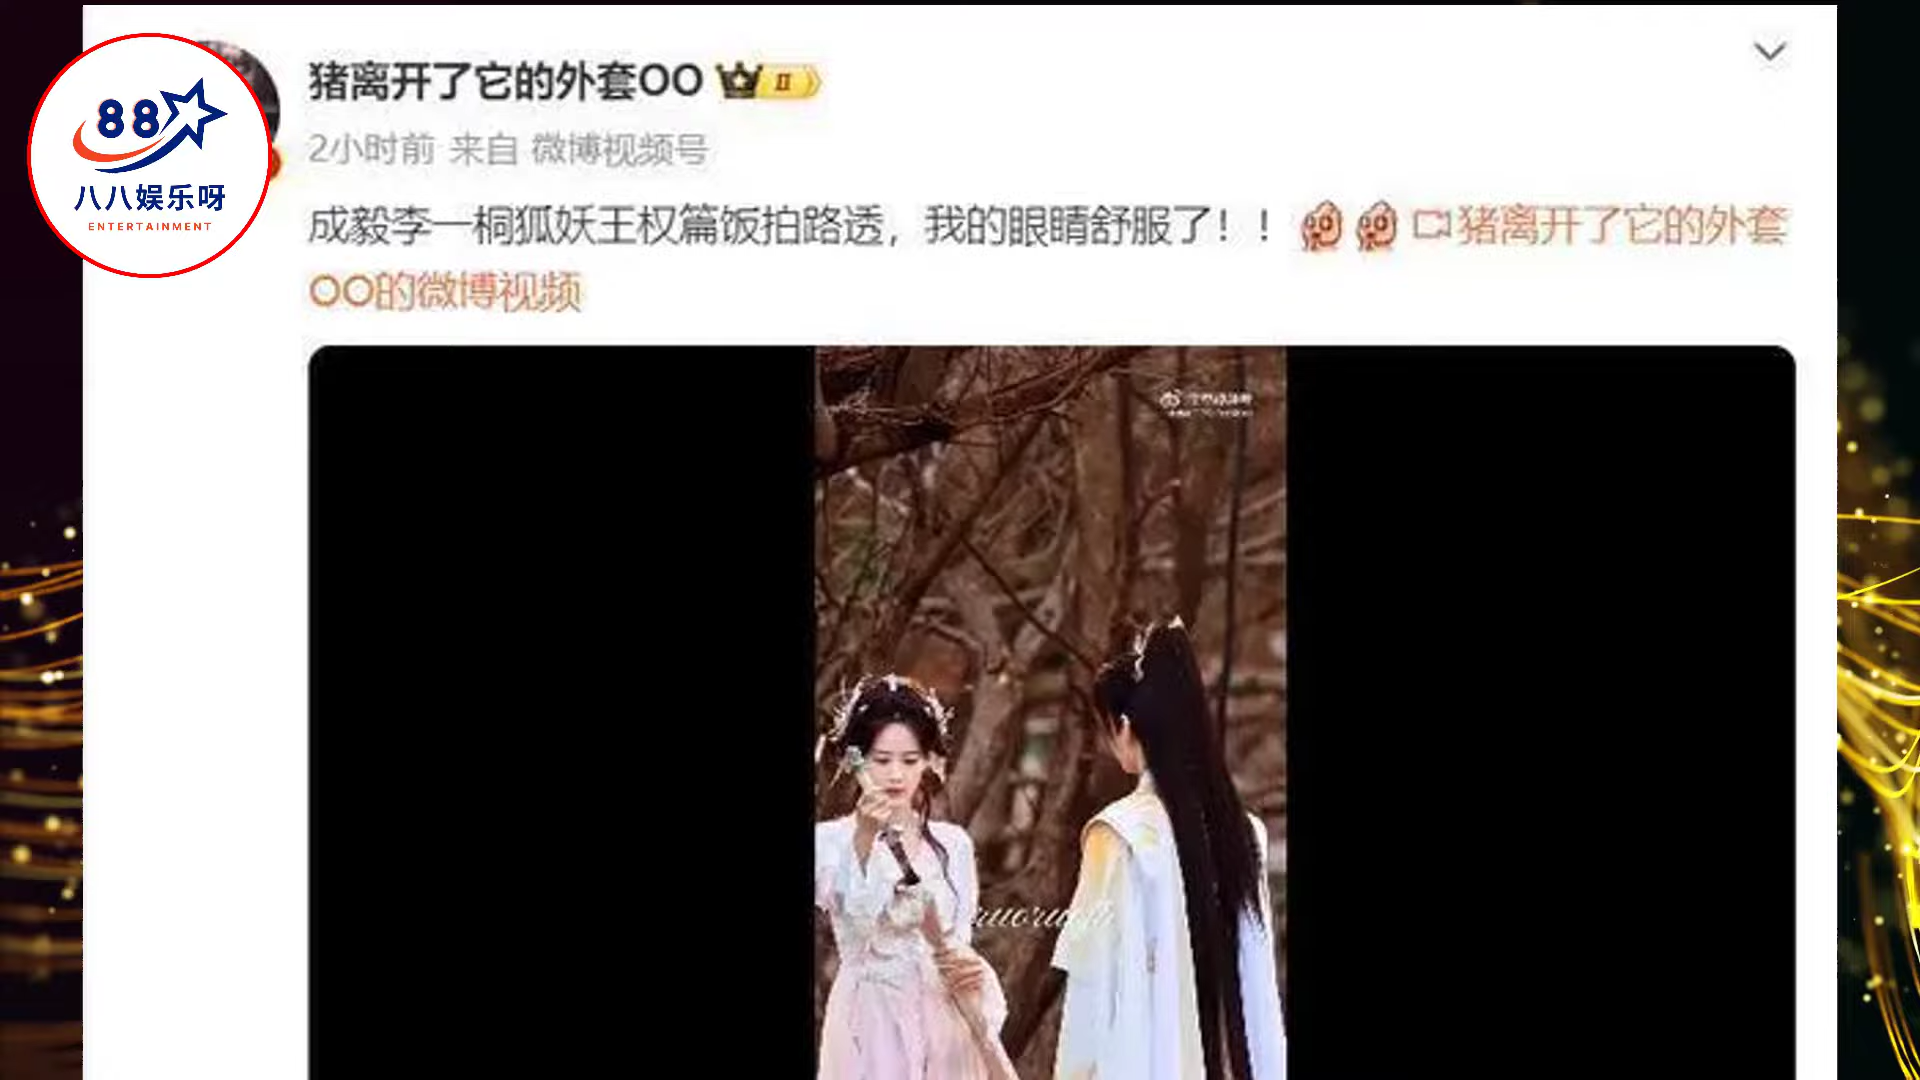 88
八八娱乐呀
ENTERTAINMENT
猪离开了它的外套OO
II
2小时前 来自 微博视频号
成毅李一桐狐妖王权篇饭拍路透，我的眼睛舒服了！！猪离开了它的外套
OO的微博视频